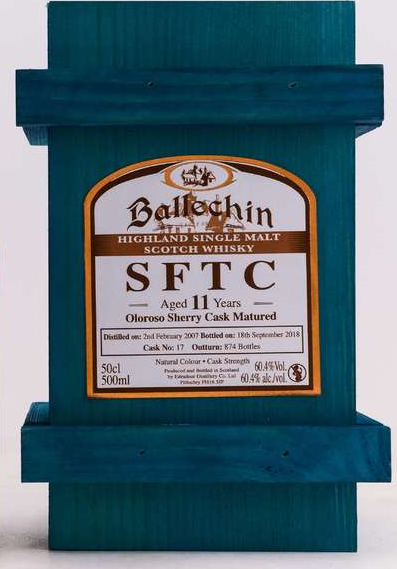 Ballechin
HIGHLAND SINGLE MALT
SCOTCH WHISKY
SFTC
Aged 11 Years
Oloroso Sherry Cask Matured
Distilled on: 2nd February 2007 Bottled on: 18th September 2018
Cask No: 17 Outturn: 874 Bottles
Natural Colour • Cask Strength
50cl
500ml
Produced and Bottled in Scotland
by Edradour Distillery Co. Ltd
Pitlochry PH16 5JP
60.4%Vol.
60.4% alc./vol.